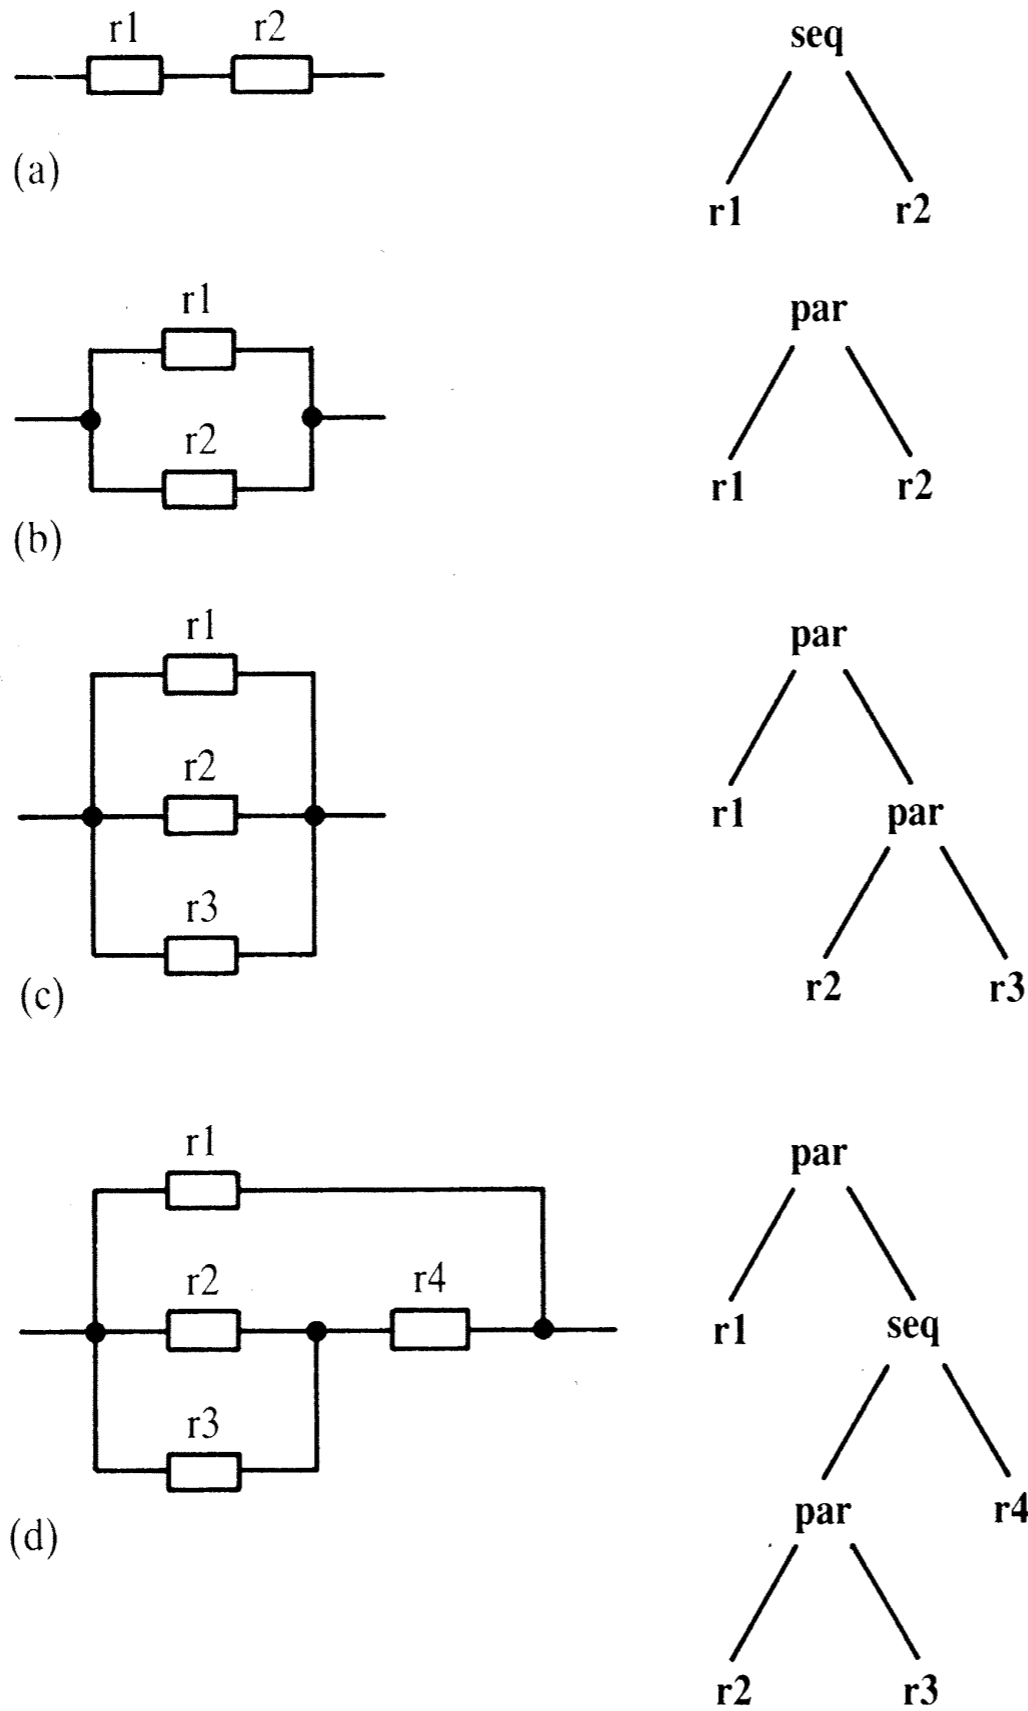 r1 r2 seq
(a) r1 r2
r1 par
r2 r1 r2
(b)
r1 par
r2 r1 par
r3 r2 r3
(c)
r1 par
r2 r4 r1 seq
r3 par r4
(d)
r2 r3